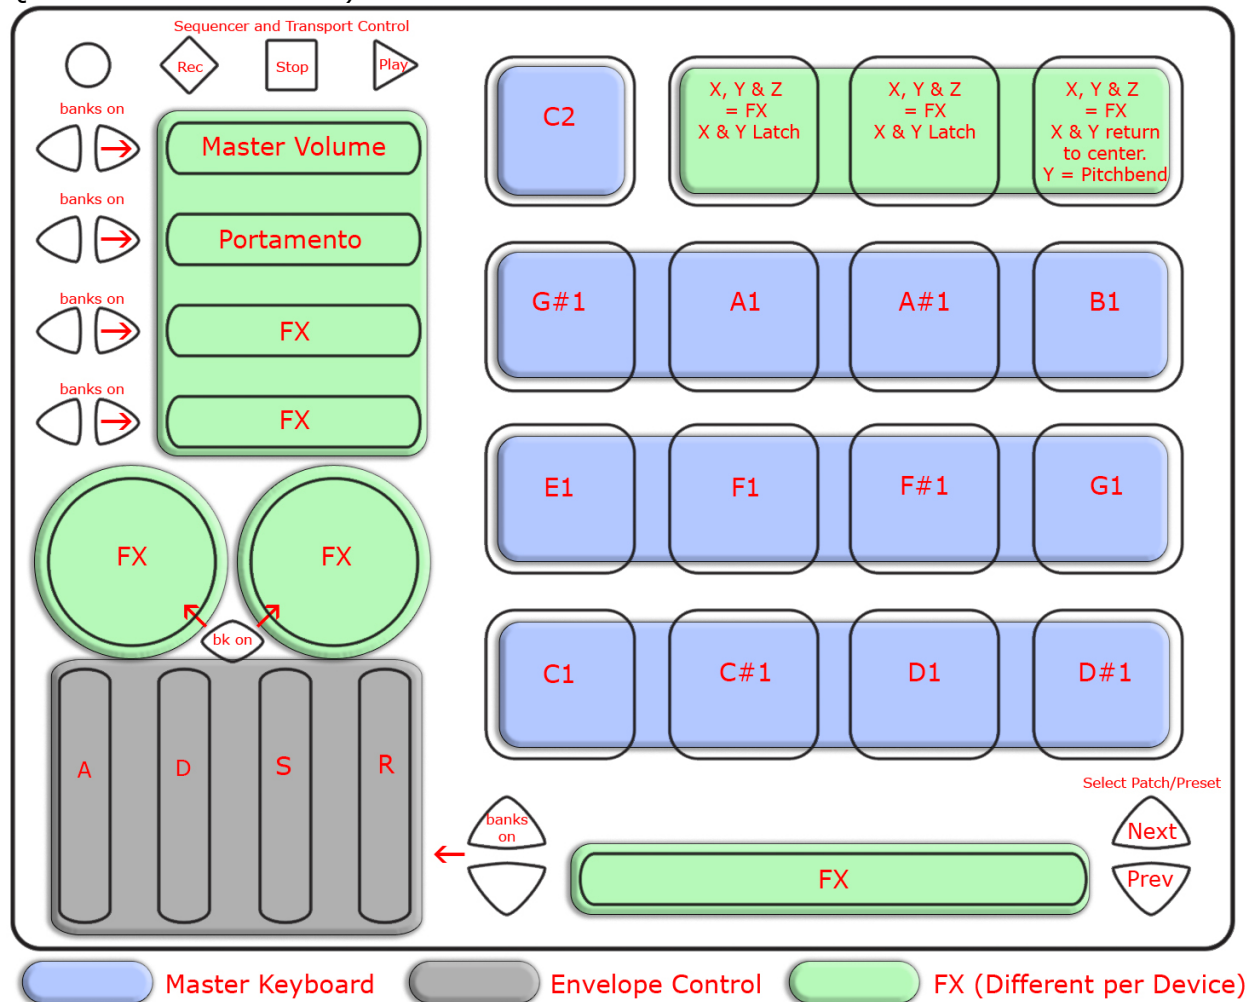 Sequencer and Transport Control
Rec
Stop
Play
banks on
Master Volume
banks on
Portamento
banks on
FX
banks on
FX
FX
FX
bk on
A
D
S
R
C2
X, Y & Z
= FX
X & Y Latch
X, Y & Z
= FX
X & Y Latch
X, Y & Z
= FX
X & Y return
to center.
Y = Pitchbend
G#1
A1
A#1
B1
E1
F1
F#1
G1
C1
C#1
D1
D#1
banks
on
FX
Select Patch/Preset
Next
Prev
Master Keyboard
Envelope Control
FX (Different per Device)